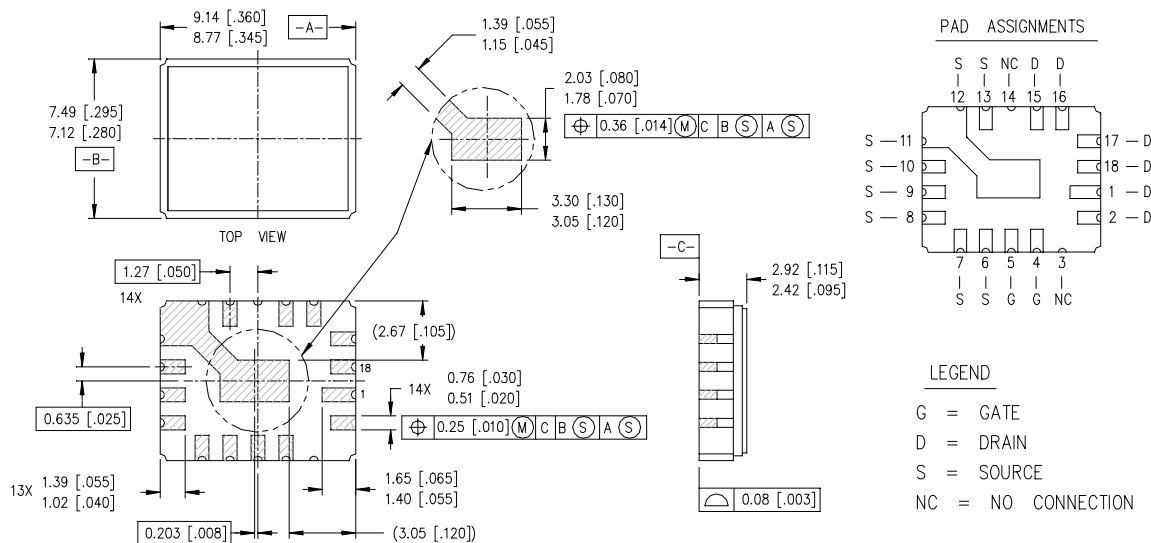 9.14 [.360]
8.77 [.345]
-A-
7.49 [.295]
7.12 [.280]
-B-
TOP VIEW
1.39 [.055]
1.15 [.045]
2.03 [.080]
1.78 [.070]
⌖ 0.36 [.014] Ⓜ C B Ⓢ A Ⓢ
3.30 [.130]
3.05 [.120]
PAD ASSIGNMENTS
S S NC D D
12 13 14 15 16
S — 11
S — 10
S — 9
S — 8
17 — D
18 — D
1 — D
2 — D
7 6 5 4 3
S S G G NC
1.27 [.050]
14X
(2.67 [.105])
18
1
0.635 [.025]
14X
0.76 [.030]
0.51 [.020]
⌖ 0.25 [.010] Ⓜ C B Ⓢ A Ⓢ
13X
1.39 [.055]
1.02 [.040]
1.65 [.065]
1.40 [.055]
0.203 [.008]
(3.05 [.120])
-C-
2.92 [.115]
2.42 [.095]
⌓ 0.08 [.003]
LEGEND
G = GATE
D = DRAIN
S = SOURCE
NC = NO CONNECTION